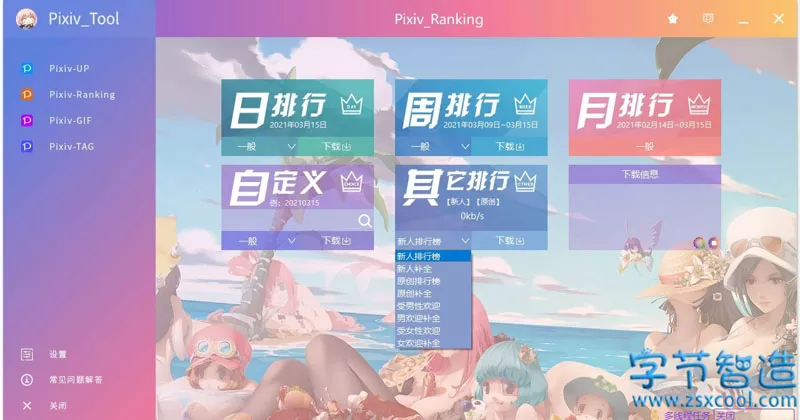 Pixiv_Tool
Pixiv_Ranking
Pixiv-UP
Pixiv-Ranking
Pixiv-GIF
Pixiv-TAG
日排行
DAY
2021年03月15日
一般
下载
周排行
WEEK
2021年03月09日~03月15日
一般
下载
月排行
MONTH
2021年02月14日~03月15日
一般
自定义
CHOICE
例：20210315
一般
下载
其它排行
OTHER
【新人】【原创】
0kb/s
新人排行榜
下载
新人排行榜
新人补全
原创排行榜
原创补全
受男性欢迎
男欢迎补全
受女性欢迎
女欢迎补全
下载信息
设置
常见问题解答
关闭
字节智造
www.zsxcool.com
多线程任务 关闭